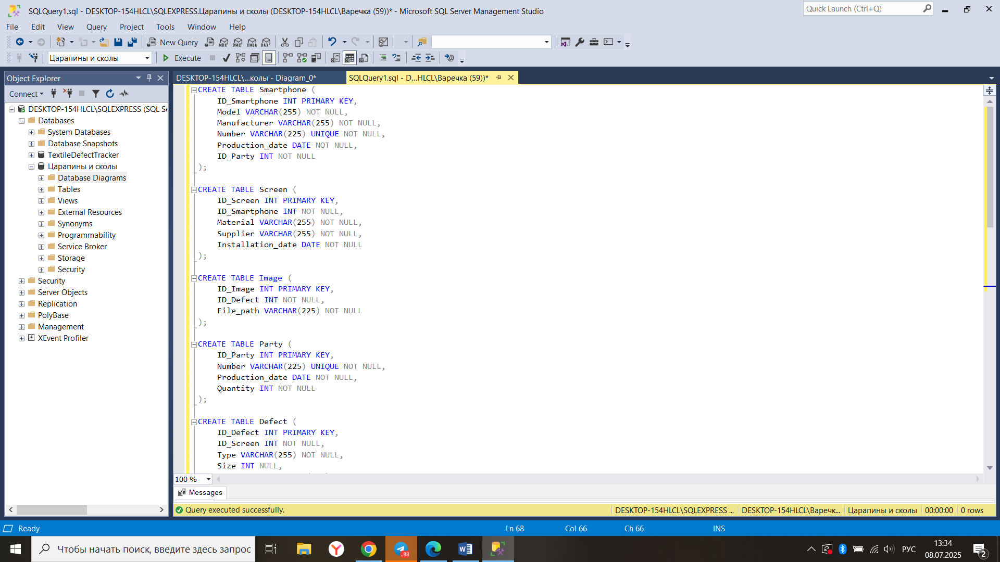 SQLQuery1.sql - DESKTOP-154HLCL\SQLEXPRESS.Царапины и сколы (DESKTOP-154HLCL\Варечка (59))* - Microsoft SQL Server Management Studio
Quick Launch (Ctrl+Q)
File Edit View Query Project Tools Window Help
New Query MDX DMX XMLA DAX
Царапины и сколы Execute
Object Explorer
DESKTOP-154HLCL\...колы - Diagram_0*
SQLQuery1.sql - D...HLCL\Варечка (59))*
Connect
DESKTOP-154HLCL\SQLEXPRESS (SQL Se
Databases
System Databases
Database Snapshots
TextileDefectTracker
Царапины и сколы
Database Diagrams
Tables
Views
External Resources
Synonyms
Programmability
Service Broker
Storage
Security
Security
Server Objects
Replication
PolyBase
Management
XEvent Profiler
CREATE TABLE Smartphone (
ID_Smartphone INT PRIMARY KEY,
Model VARCHAR(255) NOT NULL,
Manufacturer VARCHAR(255) NOT NULL,
Number VARCHAR(225) UNIQUE NOT NULL,
Production_date DATE NOT NULL,
ID_Party INT NOT NULL
);
CREATE TABLE Screen (
ID_Screen INT PRIMARY KEY,
ID_Smartphone INT NOT NULL,
Material VARCHAR(255) NOT NULL,
Supplier VARCHAR(255) NOT NULL,
Installation_date DATE NOT NULL
);
CREATE TABLE Image (
ID_Image INT PRIMARY KEY,
ID_Defect INT NOT NULL,
File_path VARCHAR(225) NOT NULL
);
CREATE TABLE Party (
ID_Party INT PRIMARY KEY,
Number VARCHAR(225) UNIQUE NOT NULL,
Production_date DATE NOT NULL,
Quantity INT NOT NULL
);
CREATE TABLE Defect (
ID_Defect INT PRIMARY KEY,
ID_Screen INT NOT NULL,
Type VARCHAR(255) NOT NULL,
Size INT NULL,
100 %
Messages
Query executed successfully. DESKTOP-154HLCL\SQLEXPRESS ... DESKTOP-154HLCL\Варечк... Царапины и сколы 00:00:00 0 rows
Ready Ln 68 Col 66 Ch 66 INS
Чтобы начать поиск, введите здесь запрос
..88
РУС
13:34
08.07.2025
2